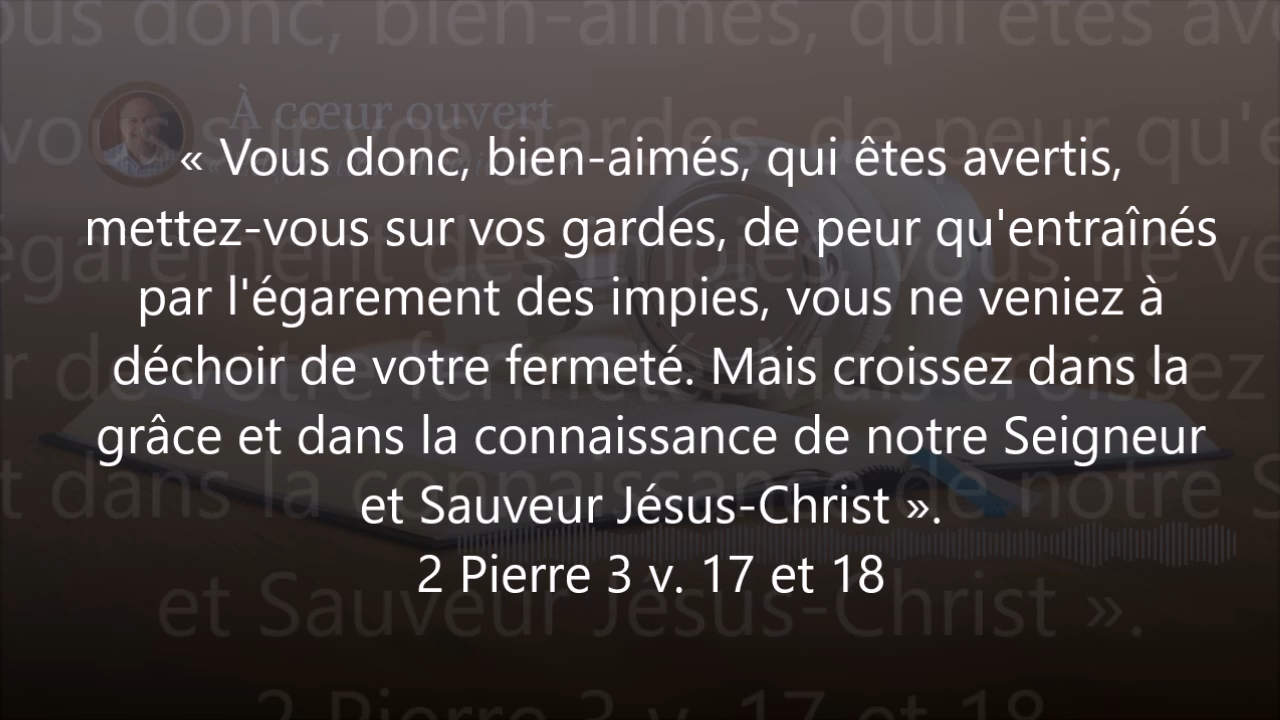 À cœur ouvert
« Vous donc, bien-aimés, qui êtes avertis,
mettez-vous sur vos gardes, de peur qu'entraînés
par l'égarement des impies, vous ne veniez à
déchoir de votre fermeté. Mais croissez dans la
grâce et dans la connaissance de notre Seigneur
et Sauveur Jésus-Christ ».
2 Pierre 3 v. 17 et 18